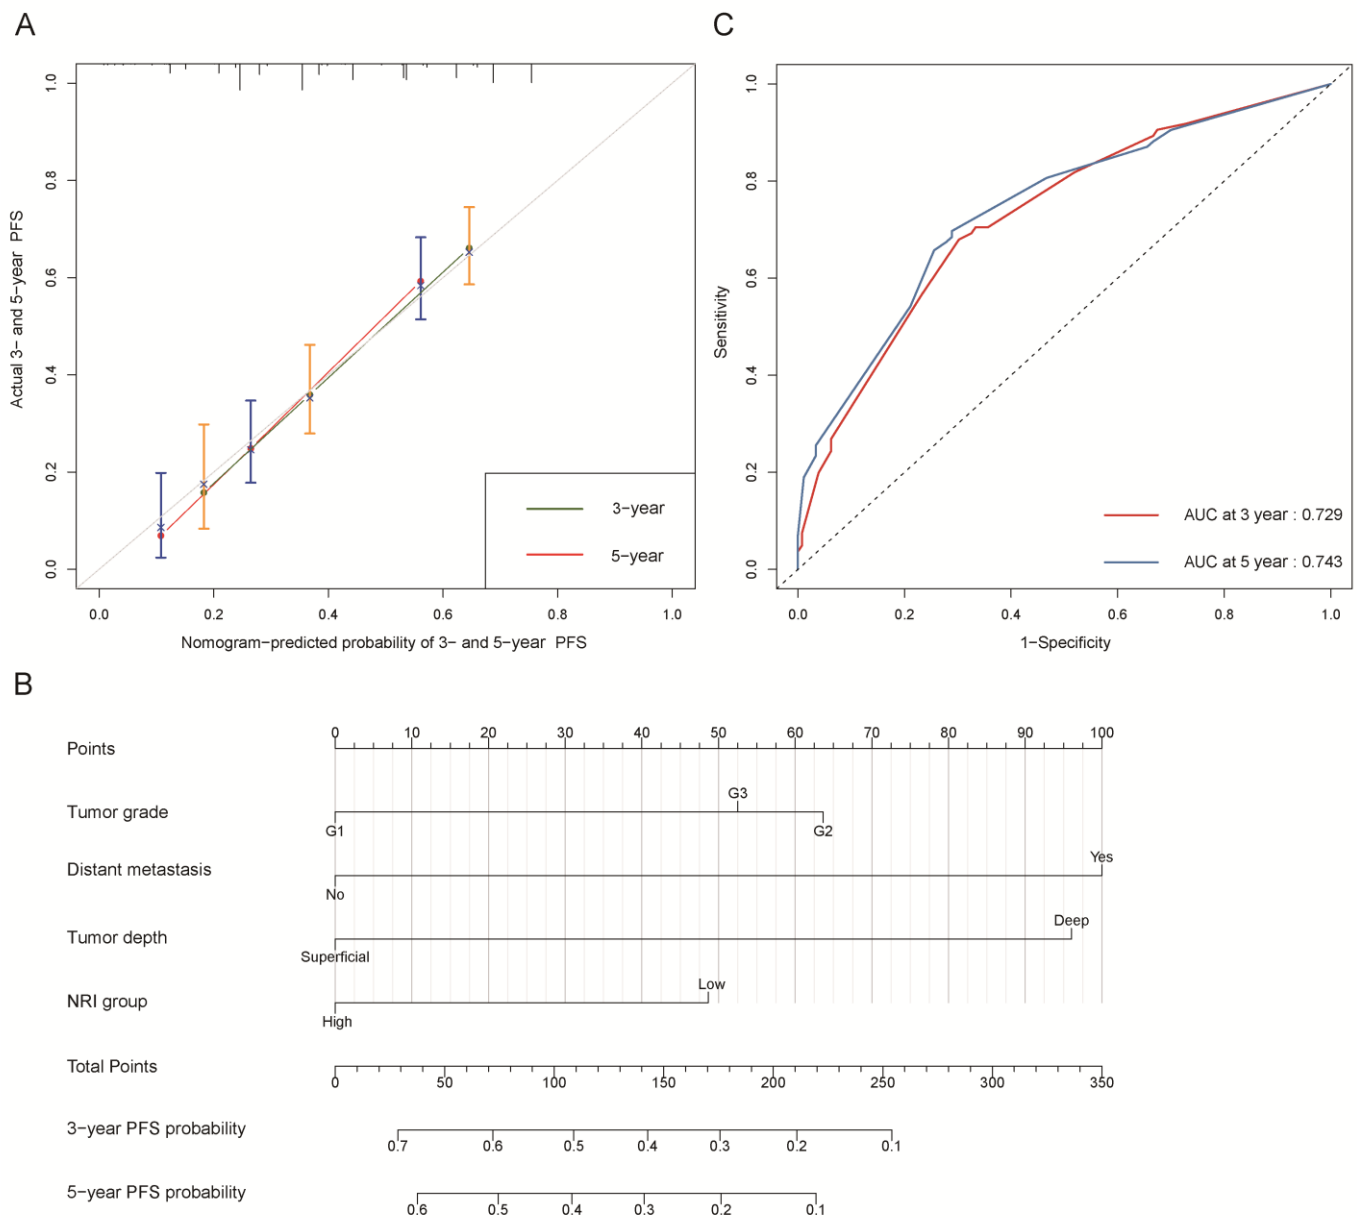 A
C
Actual 3- and 5-year PFS
1.0
0.8
0.6
0.4
0.2
0.0
3-year
5-year
0.0 0.2 0.4 0.6 0.8 1.0
Nomogram-predicted probability of 3- and 5-year PFS
Sensitivity
1.0
0.8
0.6
0.4
0.2
0.0
AUC at 3 year : 0.729
AUC at 5 year : 0.743
0.0 0.2 0.4 0.6 0.8 1.0
1-Specificity
B
Points
0 10 20 30 40 50 60 70 80 90 100
Tumor grade
G3
G1 G2
Distant metastasis
Yes
No
Tumor depth
Deep
Superficial
NRI group
Low
High
Total Points
0 50 100 150 200 250 300 350
3-year PFS probability
0.7 0.6 0.5 0.4 0.3 0.2 0.1
5-year PFS probability
0.6 0.5 0.4 0.3 0.2 0.1